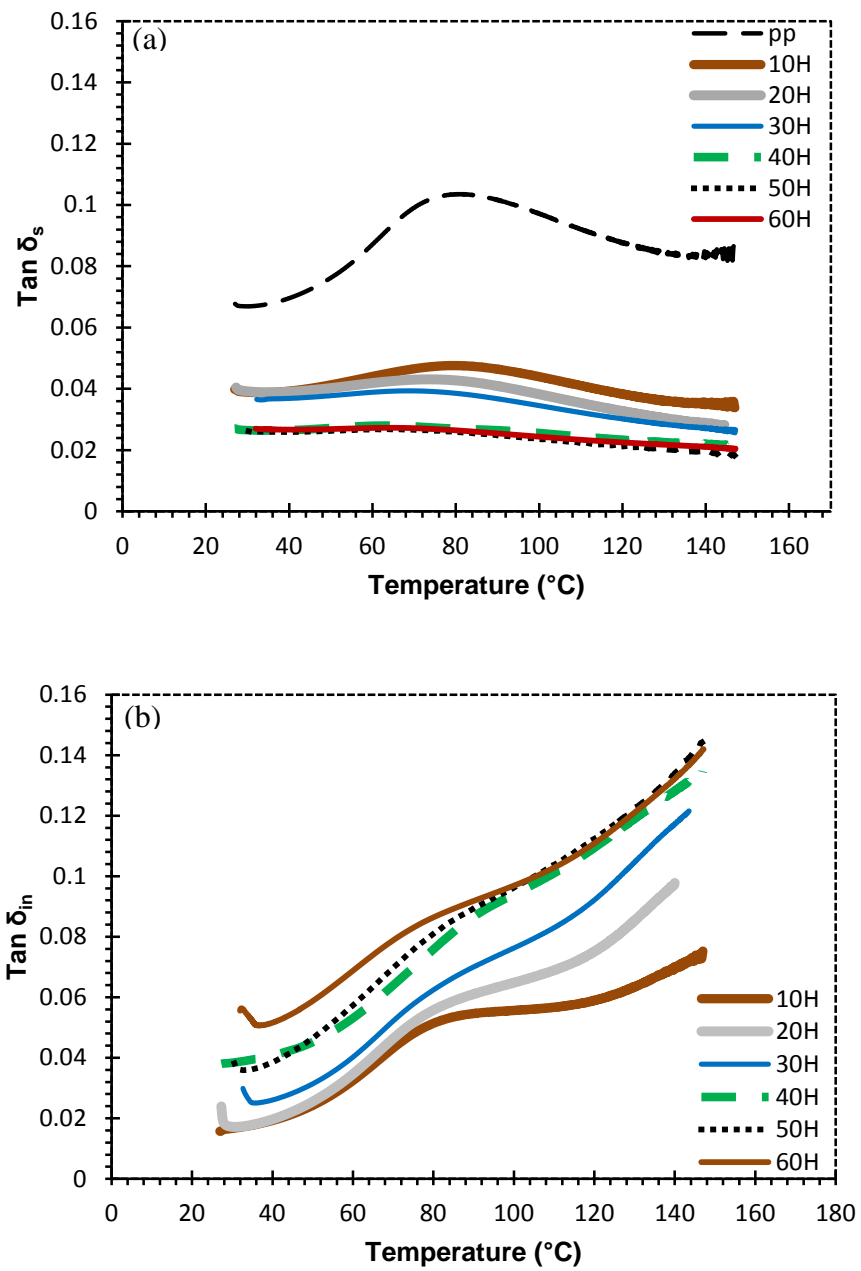 (a)
0.16
0.14
0.12
0.1
0.08
0.06
0.04
0.02
0
Tan δs
0 20 40 60 80 100 120 140 160
Temperature (°C)
pp
10H
20H
30H
40H
50H
60H
(b)
0.16
0.14
0.12
0.1
0.08
0.06
0.04
0.02
0
Tan δin
0 20 40 60 80 100 120 140 160 180
Temperature (°C)
10H
20H
30H
40H
50H
60H